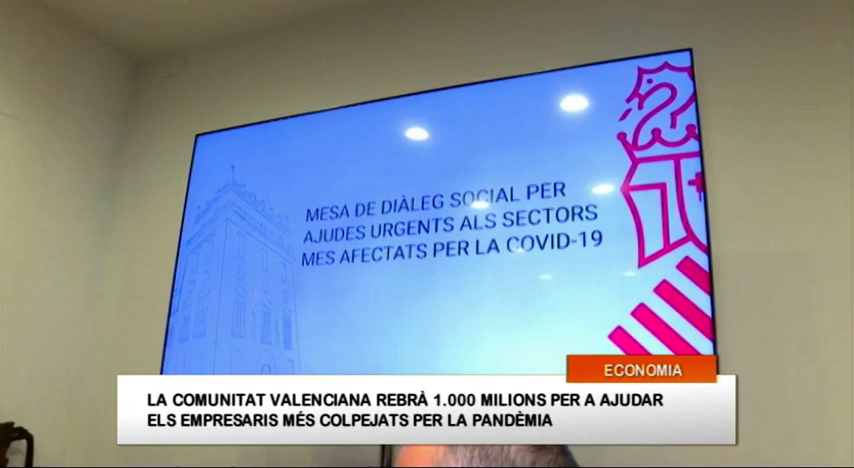 MESA DE DIÀLEG SOCIAL PER
AJUDES URGENTS ALS SECTORS
MES AFECTATS PER LA COVID-19
ECONOMIA
LA COMUNITAT VALENCIANA REBRÀ 1.000 MILIONS PER A AJUDAR
ELS EMPRESARIS MÉS COLPEJATS PER LA PANDÈMIA